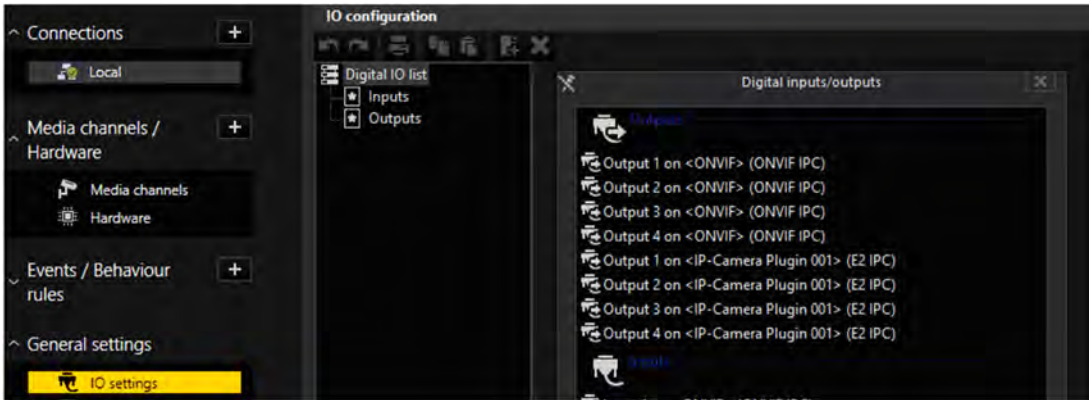 IO configuration
Connections
+
Local
Digital IO list
Inputs
Outputs
Digital inputs/outputs
Media channels /
Hardware
+
Media channels
Hardware
Outputs
Output 1 on <ONVIF> (ONVIF IPC)
Output 2 on <ONVIF> (ONVIF IPC)
Output 3 on <ONVIF> (ONVIF IPC)
Output 4 on <ONVIF> (ONVIF IPC)
Output 1 on <IP-Camera Plugin 001> (E2 IPC)
Output 2 on <IP-Camera Plugin 001> (E2 IPC)
Output 3 on <IP-Camera Plugin 001> (E2 IPC)
Output 4 on <IP-Camera Plugin 001> (E2 IPC)
Events / Behaviour
rules
+
General settings
IO settings